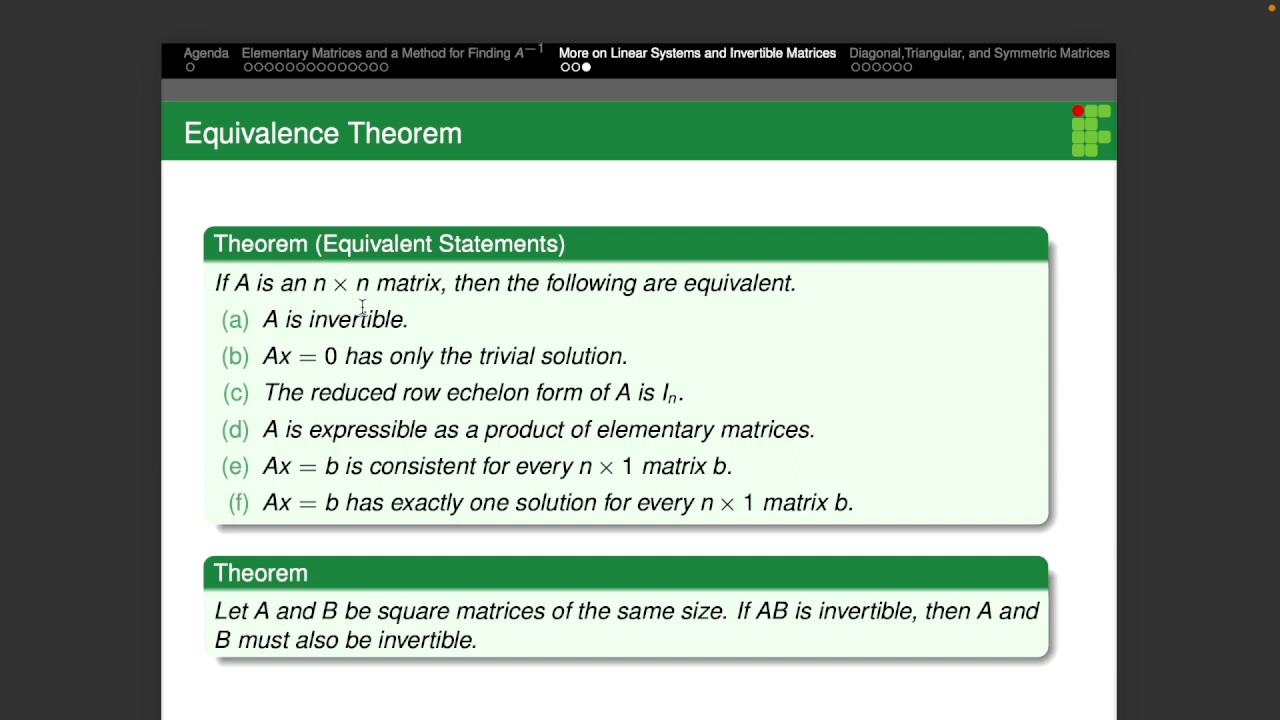 Agenda Elementary Matrices and a Method for Finding A⁻¹ More on Linear Systems and Invertible Matrices Diagonal,Triangular, and Symmetric Matrices
Equivalence Theorem
Theorem (Equivalent Statements)
If A is an n × n matrix, then the following are equivalent.
(a) A is invertible.
(b) Ax = 0 has only the trivial solution.
(c) The reduced row echelon form of A is Iₙ.
(d) A is expressible as a product of elementary matrices.
(e) Ax = b is consistent for every n × 1 matrix b.
(f) Ax = b has exactly one solution for every n × 1 matrix b.
Theorem
Let A and B be square matrices of the same size. If AB is invertible, then A and
B must also be invertible.